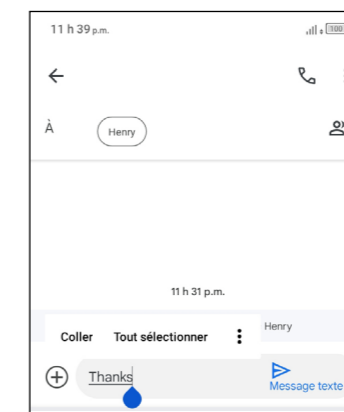 11 h 39 p.m.
100
À
Henry
11 h 31 p.m.
Henry
Coller Tout sélectionner
Thanks
Message texte